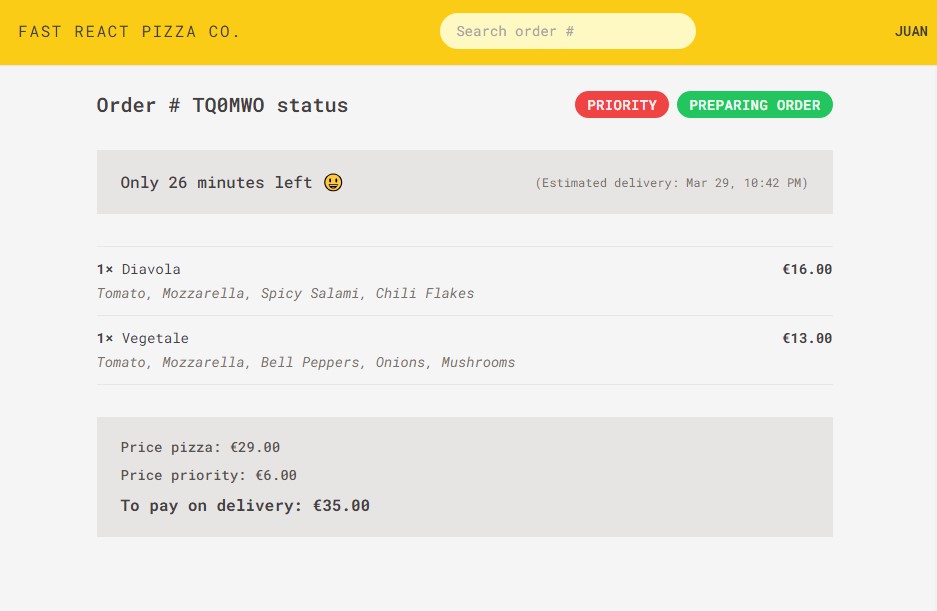 FAST REACT PIZZA CO.
Search order #
JUAN
Order # TQ0MWO status
PRIORITY
PREPARING ORDER
Only 26 minutes left 😃
(Estimated delivery: Mar 29, 10:42 PM)
1× Diavola
€16.00
Tomato, Mozzarella, Spicy Salami, Chili Flakes
1× Vegetale
€13.00
Tomato, Mozzarella, Bell Peppers, Onions, Mushrooms
Price pizza: €29.00
Price priority: €6.00
To pay on delivery: €35.00